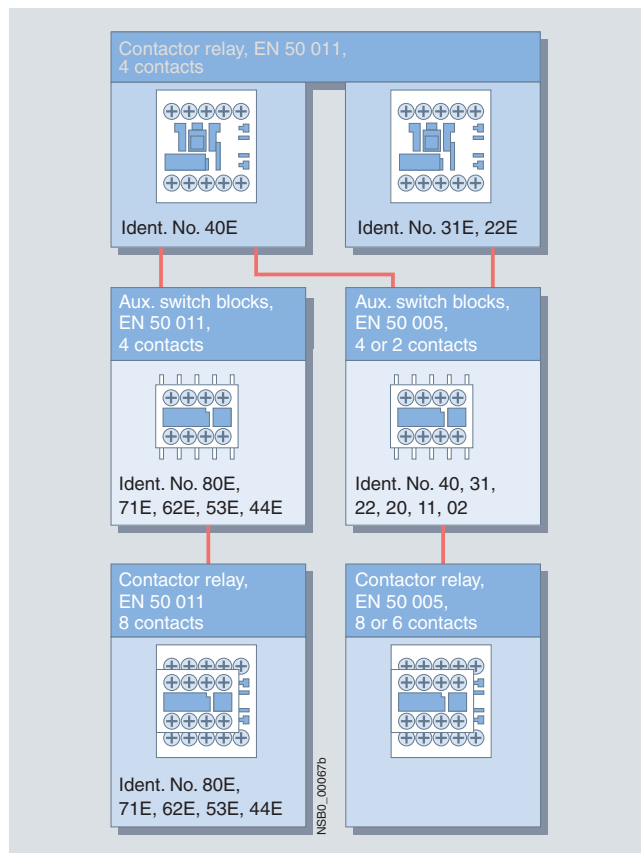 Contactor relay, EN 50 011,
4 contacts
Ident. No. 40E
Ident. No. 31E, 22E
Aux. switch blocks,
EN 50 011,
4 contacts
Ident. No. 80E,
71E, 62E, 53E, 44E
Aux. switch blocks,
EN 50 005,
4 or 2 contacts
Ident. No. 40, 31,
22, 20, 11, 02
Contactor relay,
EN 50 011
8 contacts
Ident. No. 80E,
71E, 62E, 53E, 44E
Contactor relay,
EN 50 005,
8 or 6 contacts
NSB0_00067b